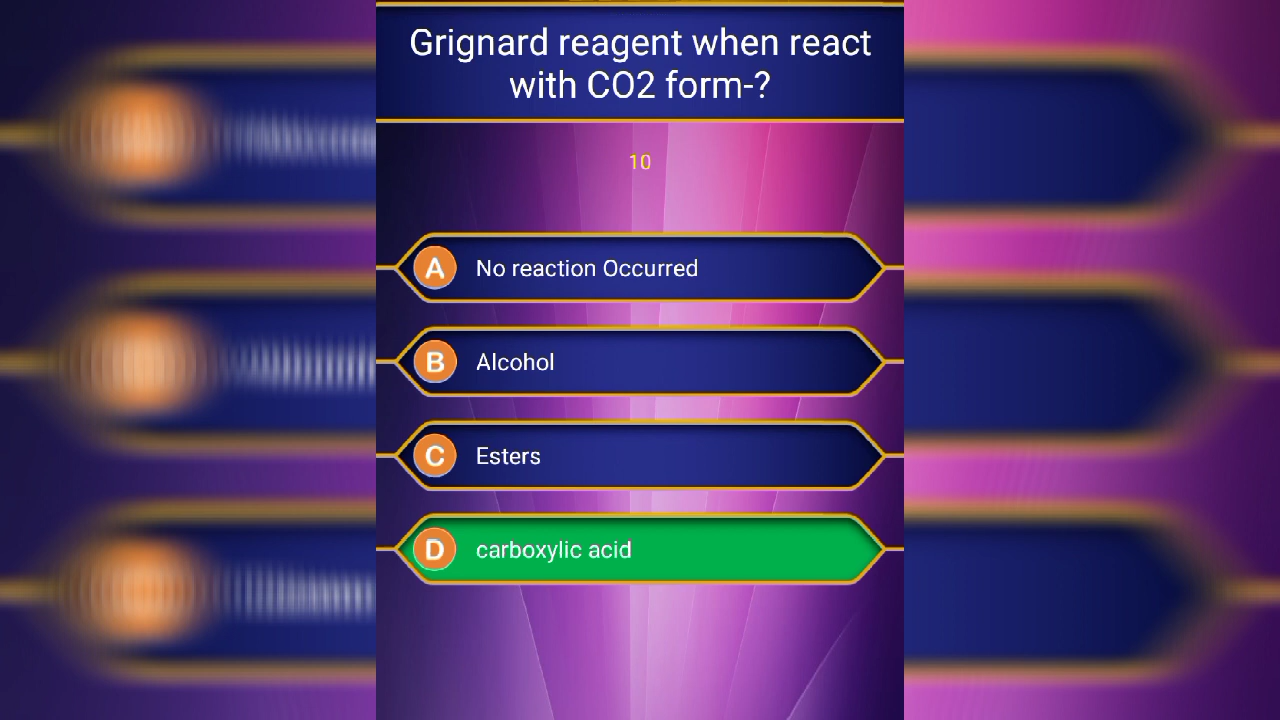 Grignard reagent when react
with CO2 form-?
10
A No reaction Occurred
B Alcohol
C Esters
D carboxylic acid